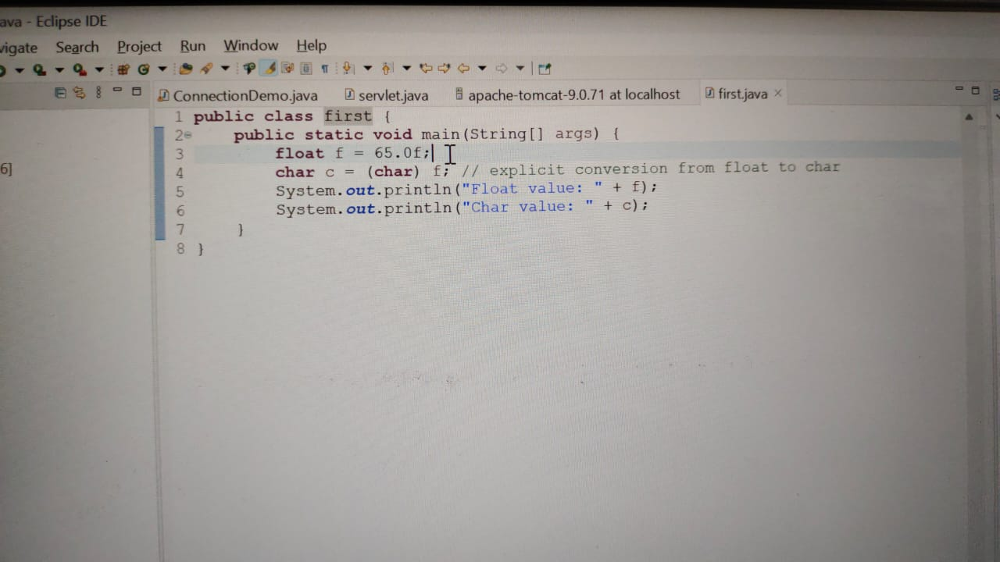 ava - Eclipse IDE
vigate Search Project Run Window Help
ConnectionDemo.java servlet.java apache-tomcat-9.0.71 at localhost first.java
6]
1 public class first {
2 public static void main(String[] args) {
3 float f = 65.0f;
4 char c = (char) f; // explicit conversion from float to char
5 System.out.println("Float value: " + f);
6 System.out.println("Char value: " + c);
7 }
8 }